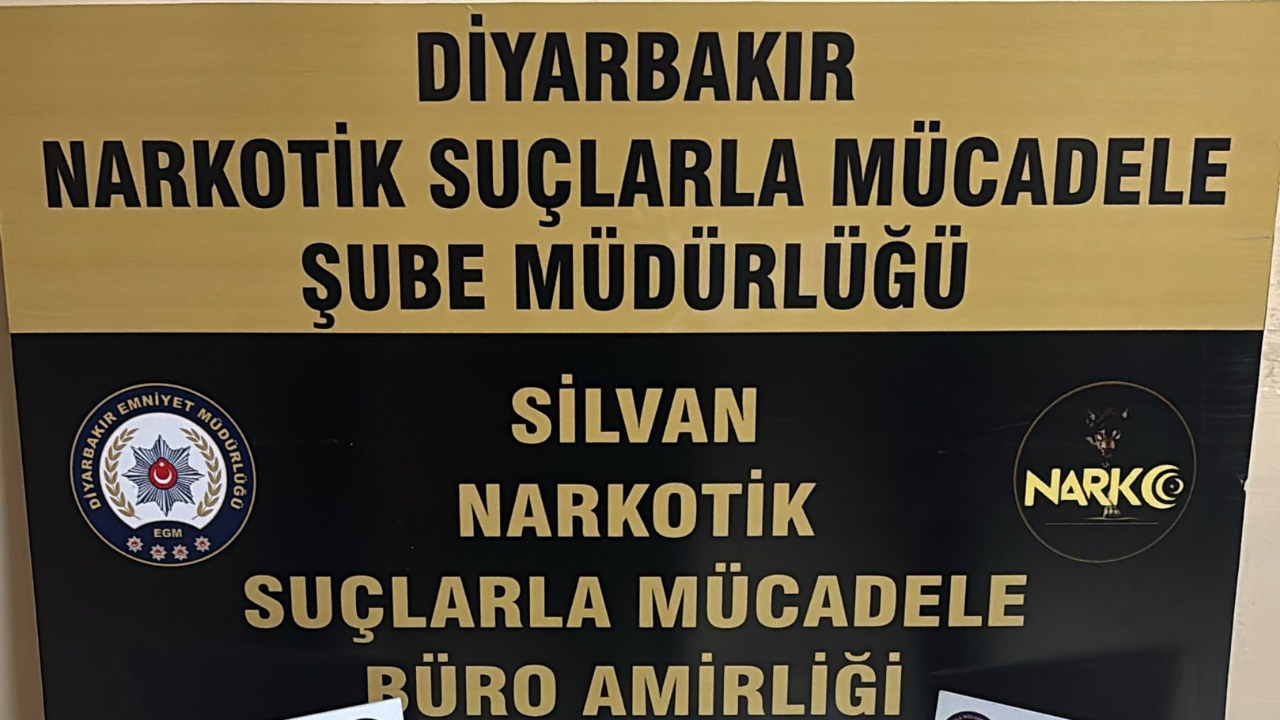 DİYARBAKIR
NARKOTİK SUÇLARLA MÜCADELE
ŞUBE MÜDÜRLÜĞÜ
SİLVAN
NARKOTİK
SUÇLARLA MÜCADELE
BÜRO AMİRLİĞİ
DİYARBAKIR EMNİYET MÜDÜRLÜĞÜ
EGM
NARKO